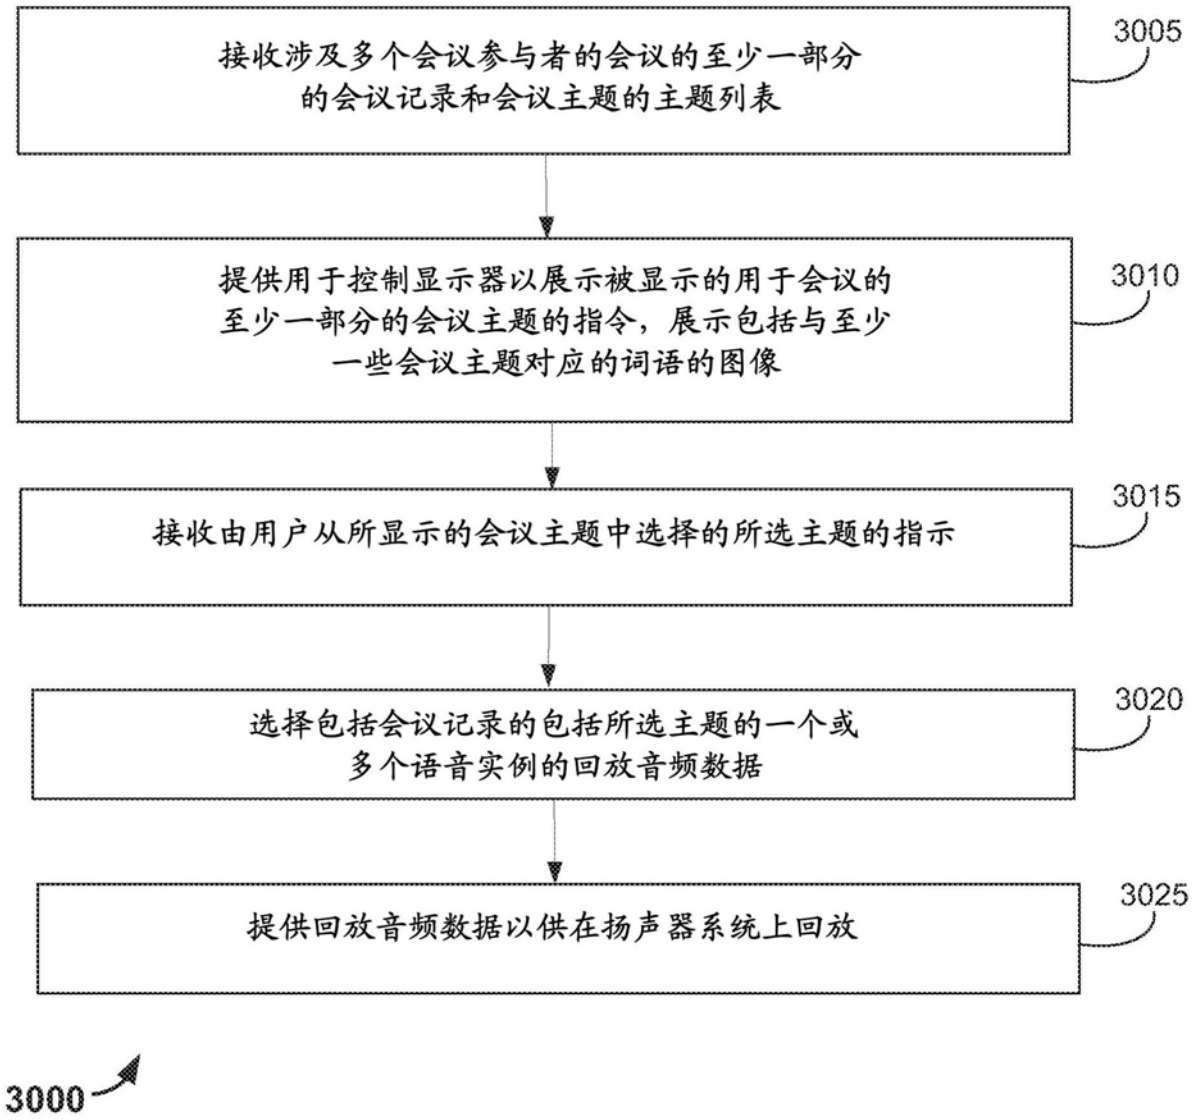 3005
接收涉及多个会议参与者的会议的至少一部分
的会议记录和会议主题的主题列表
3010
提供用于控制显示器以展示被显示的用于会议的
至少一部分的会议主题的指令，展示包括与至少
一些会议主题对应的词语的图像
3015
接收由用户从所显示的会议主题中选择的所选主题的指示
3020
选择包括会议记录的包括所选主题的一个或
多个语音实例的回放音频数据
3025
提供回放音频数据以供在扬声器系统上回放
3000